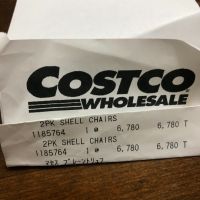 COSTCO
WHOLESALE
2PK SHELL CHAIRS
1185764 1@ 6,780 6,780 T
2PK SHELL CHAIRS
1185764 1@ 6,780 6,780 T